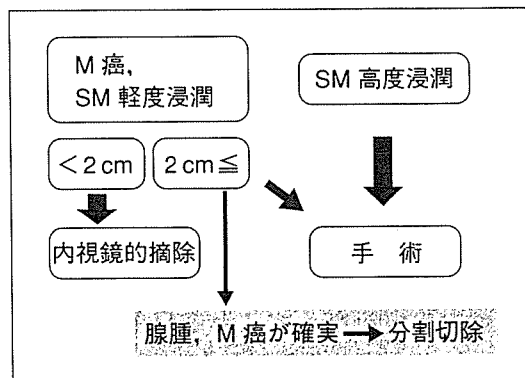 M 癌,
SM 軽度浸潤
SM 高度浸潤
< 2 cm
2 cm≦
内視鏡的摘除
手 術
腺腫, M 癌が確実→分割切除